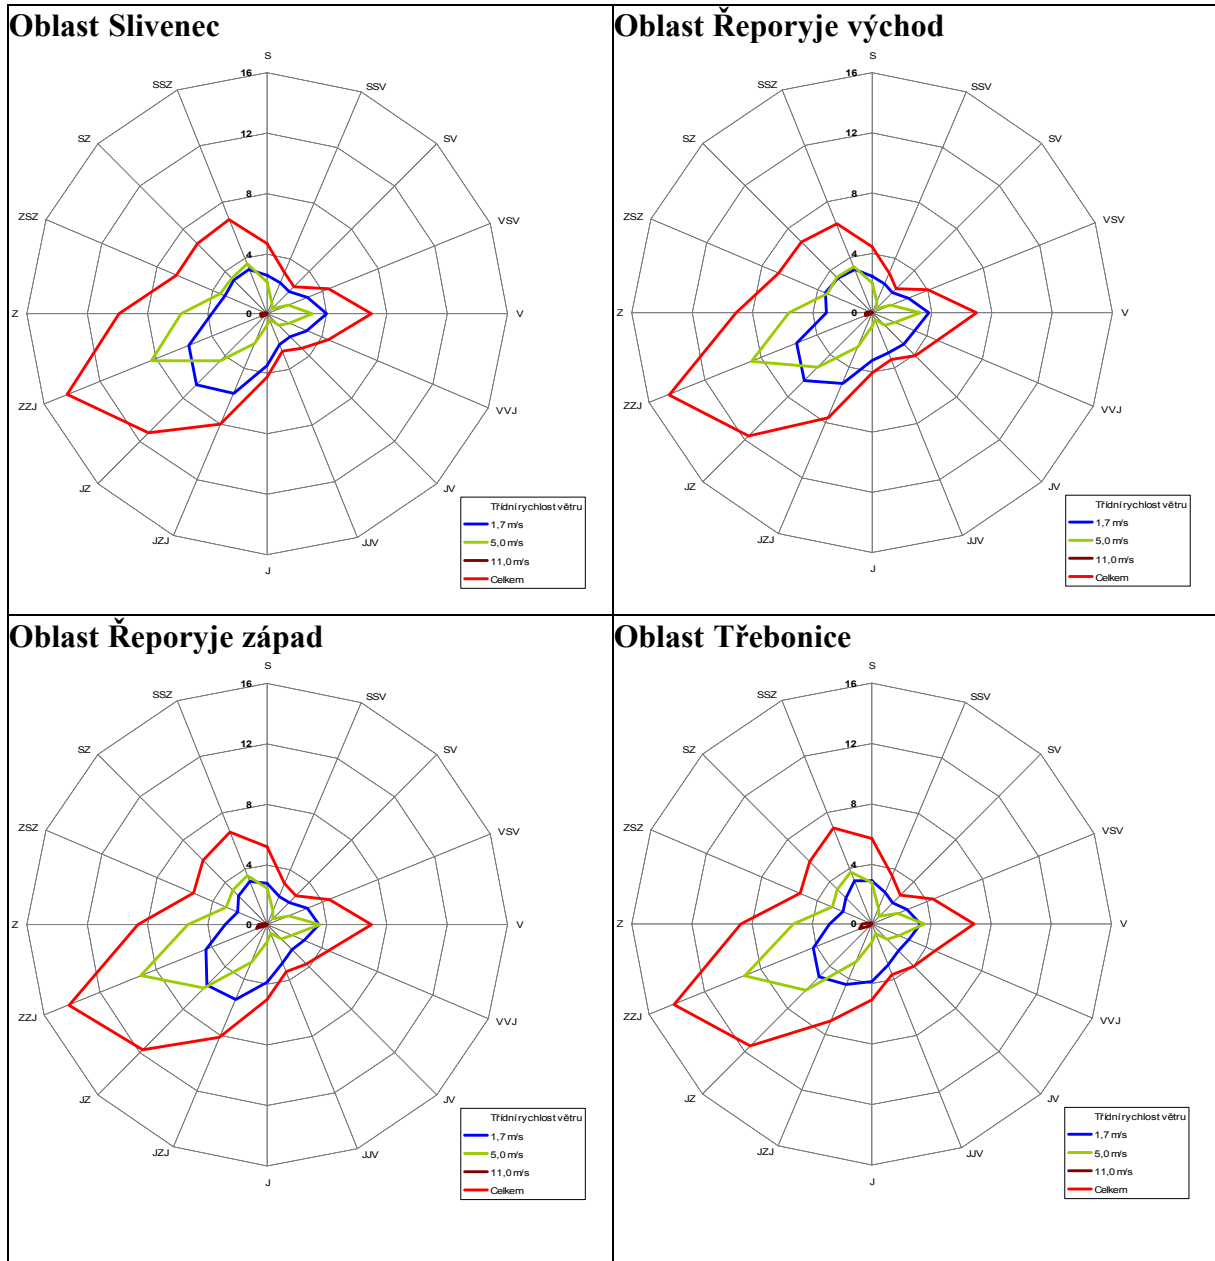 Oblast Slivenec
S
SSV
SV
VSV
V
VVJ
JV
JJV
J
JZJ
JZ
ZZJ
Z
ZSZ
SZ
SSZ
16
12
8
4
0
Třídní rychlost větru
1,7 m/s
5,0 m/s
11,0 m/s
Celkem
Oblast Řeporyje východ
S
SSV
SV
VSV
V
VVJ
JV
JJV
J
JZJ
JZ
ZZJ
Z
ZSZ
SZ
SSZ
16
12
8
4
0
Třídní rychlost větru
1,7 m/s
5,0 m/s
11,0 m/s
Celkem
Oblast Řeporyje západ
S
SSV
SV
VSV
V
VVJ
JV
JJV
J
JZJ
JZ
ZZJ
Z
ZSZ
SZ
SSZ
16
12
8
4
0
Třídní rychlost větru
1,7 m/s
5,0 m/s
11,0 m/s
Celkem
Oblast Třebonice
S
SSV
SV
VSV
V
VVJ
JV
JJV
J
JZJ
JZ
ZZJ
Z
ZSZ
SZ
SSZ
16
12
8
4
0
Třídní rychlost větru
1,7 m/s
5,0 m/s
11,0 m/s
Celkem